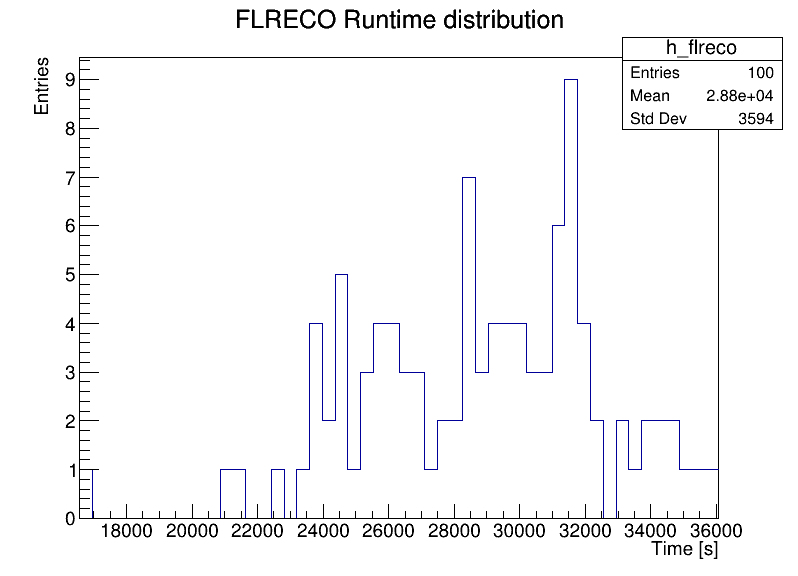 FLRECO Runtime distribution
h_flreco
Entries 100
Mean 2.88e+04
Std Dev 3594
Entries
9
8
7
6
5
4
3
2
1
0
18000 20000 22000 24000 26000 28000 30000 32000 34000 36000
Time [s]